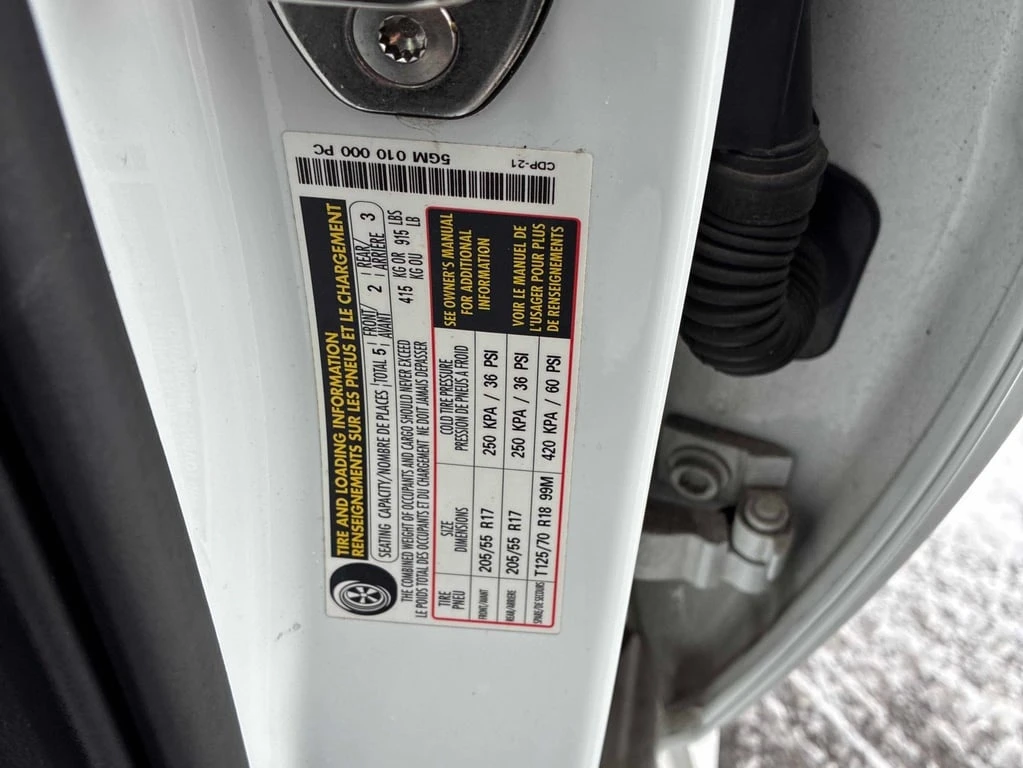 5GM 010 000 PC
CDP-21
TIRE AND LOADING INFORMATION
RENSEIGNEMENTS SUR LES PNEUS ET LE CHARGEMENT
SEATING CAPACITY/NOMBRE DE PLACES TOTAL 5 FRONT AVANT 2 REAR ARRIÈRE 3
THE COMBINED WEIGHT OF OCCUPANTS AND CARGO SHOULD NEVER EXCEED 415 KG OR 915 LBS
LE POIDS TOTAL DES OCCUPANTS ET DU CHARGEMENT NE DOIT JAMAIS DÉPASSER KG OU LB
TIRE PNEU SIZE DIMENSIONS COLD TIRE PRESSURE PRESSION DE PNEUS À FROID
FRONT/AVANT 205/55 R17 250 KPA / 36 PSI
REAR/ARRIÈRE 205/55 R17 250 KPA / 36 PSI
SPARE/DE SECOURS T125/70 R18 99M 420 KPA / 60 PSI
SEE OWNER'S MANUAL
FOR ADDITIONAL
INFORMATION
VOIR LE MANUEL DE
L'USAGER POUR PLUS
DE RENSEIGNEMENTS